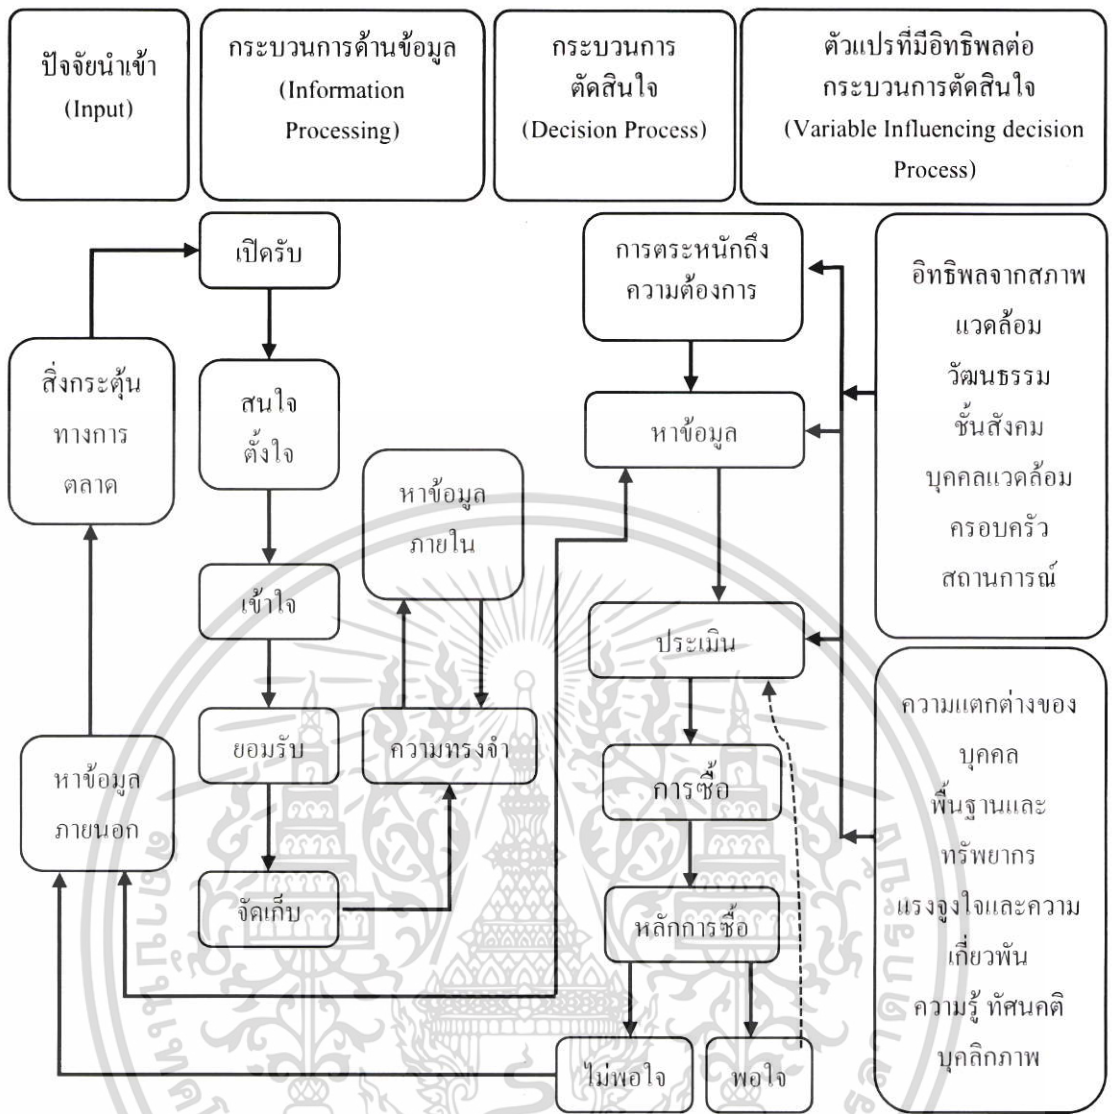 ปัจจัยนำเข้า
(Input)
กระบวนการด้านข้อมูล
(Information
Processing)
กระบวนการ
ตัดสินใจ
(Decision Process)
ตัวแปรที่มีอิทธิพลต่อ
กระบวนการตัดสินใจ
(Variable Influencing decision
Process)
สิ่งกระตุ้น
ทางการ
ตลาด
หาข้อมูล
ภายนอก
เปิดรับ
สนใจ
ตั้งใจ
เข้าใจ
ยอมรับ
จัดเก็บ
หาข้อมูล
ภายใน
ความทรงจำ
การตระหนักถึง
ความต้องการ
หาข้อมูล
ประเมิน
การซื้อ
หลักการซื้อ
ไม่พอใจ
พอใจ
อิทธิพลจากสภาพ
แวดล้อม
วัฒนธรรม
ชั้นสังคม
บุคคลแวดล้อม
ครอบครัว
สถานการณ์
ความแตกต่างของ
บุคคล
พื้นฐานและ
ทรัพยากร
แรงจูงใจและความ
เกี่ยวพัน
ความรู้ ทัศนคติ
บุคลิกภาพ